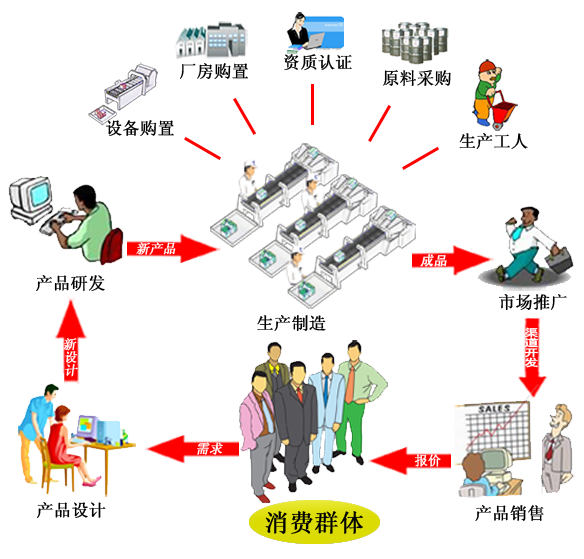 厂房购置
资质认证
原料采购
设备购置
生产工人
产品研发
新产品
成品
市场推广
生产制造
新设计
渠道开发
SALES
需求
报价
产品设计
消费群体
产品销售